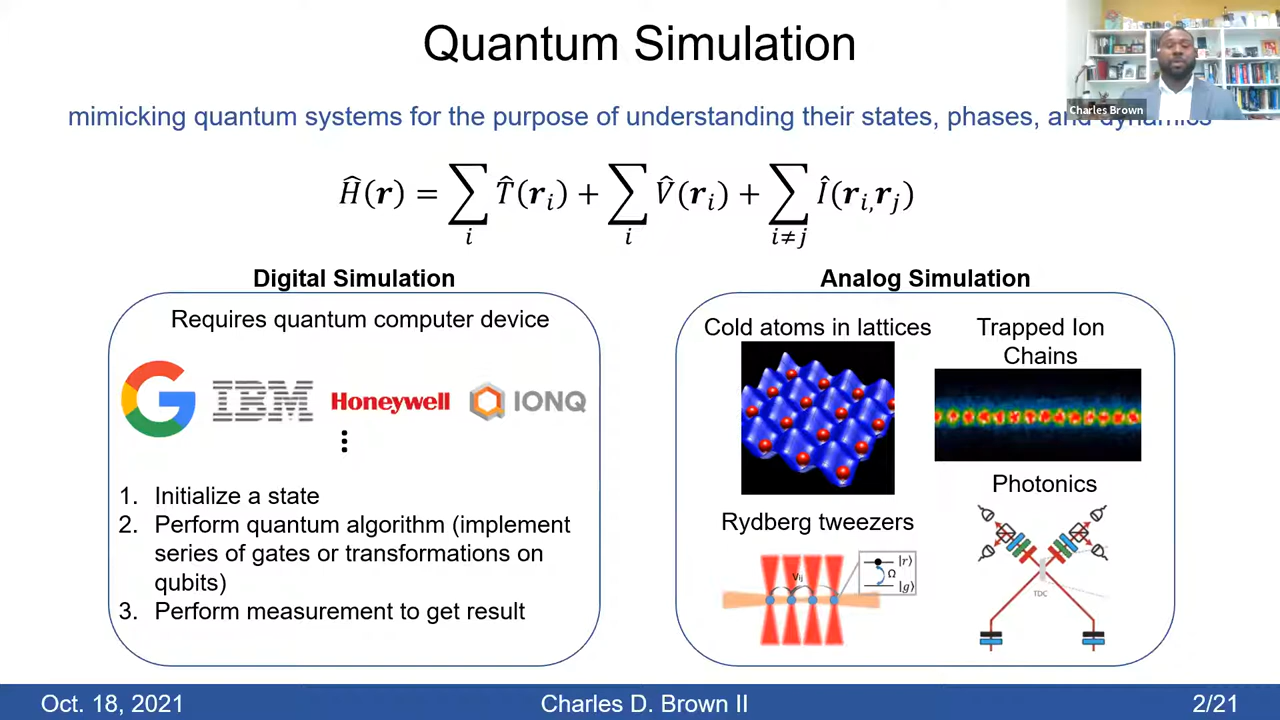 Quantum Simulation
mimicking quantum systems for the purpose of understanding their states, phases, and dynamics
Charles Brown
Ĥ(𝒓) = ∑ᵢ T̂(𝒓ᵢ) + ∑ᵢ V̂(𝒓ᵢ) + ∑ᵢ≠ⱼ Î(𝒓ᵢ,𝒓ⱼ)
Digital Simulation
Requires quantum computer device
G IBM Honeywell IONQ
⋮
1. Initialize a state
2. Perform quantum algorithm (implement
series of gates or transformations on
qubits)
3. Perform measurement to get result
Analog Simulation
Cold atoms in lattices
Trapped Ion
Chains
Rydberg tweezers
Vij
|r⟩
Ω
|g⟩
Photonics
TDC
Oct. 18, 2021
Charles D. Brown II
2/21